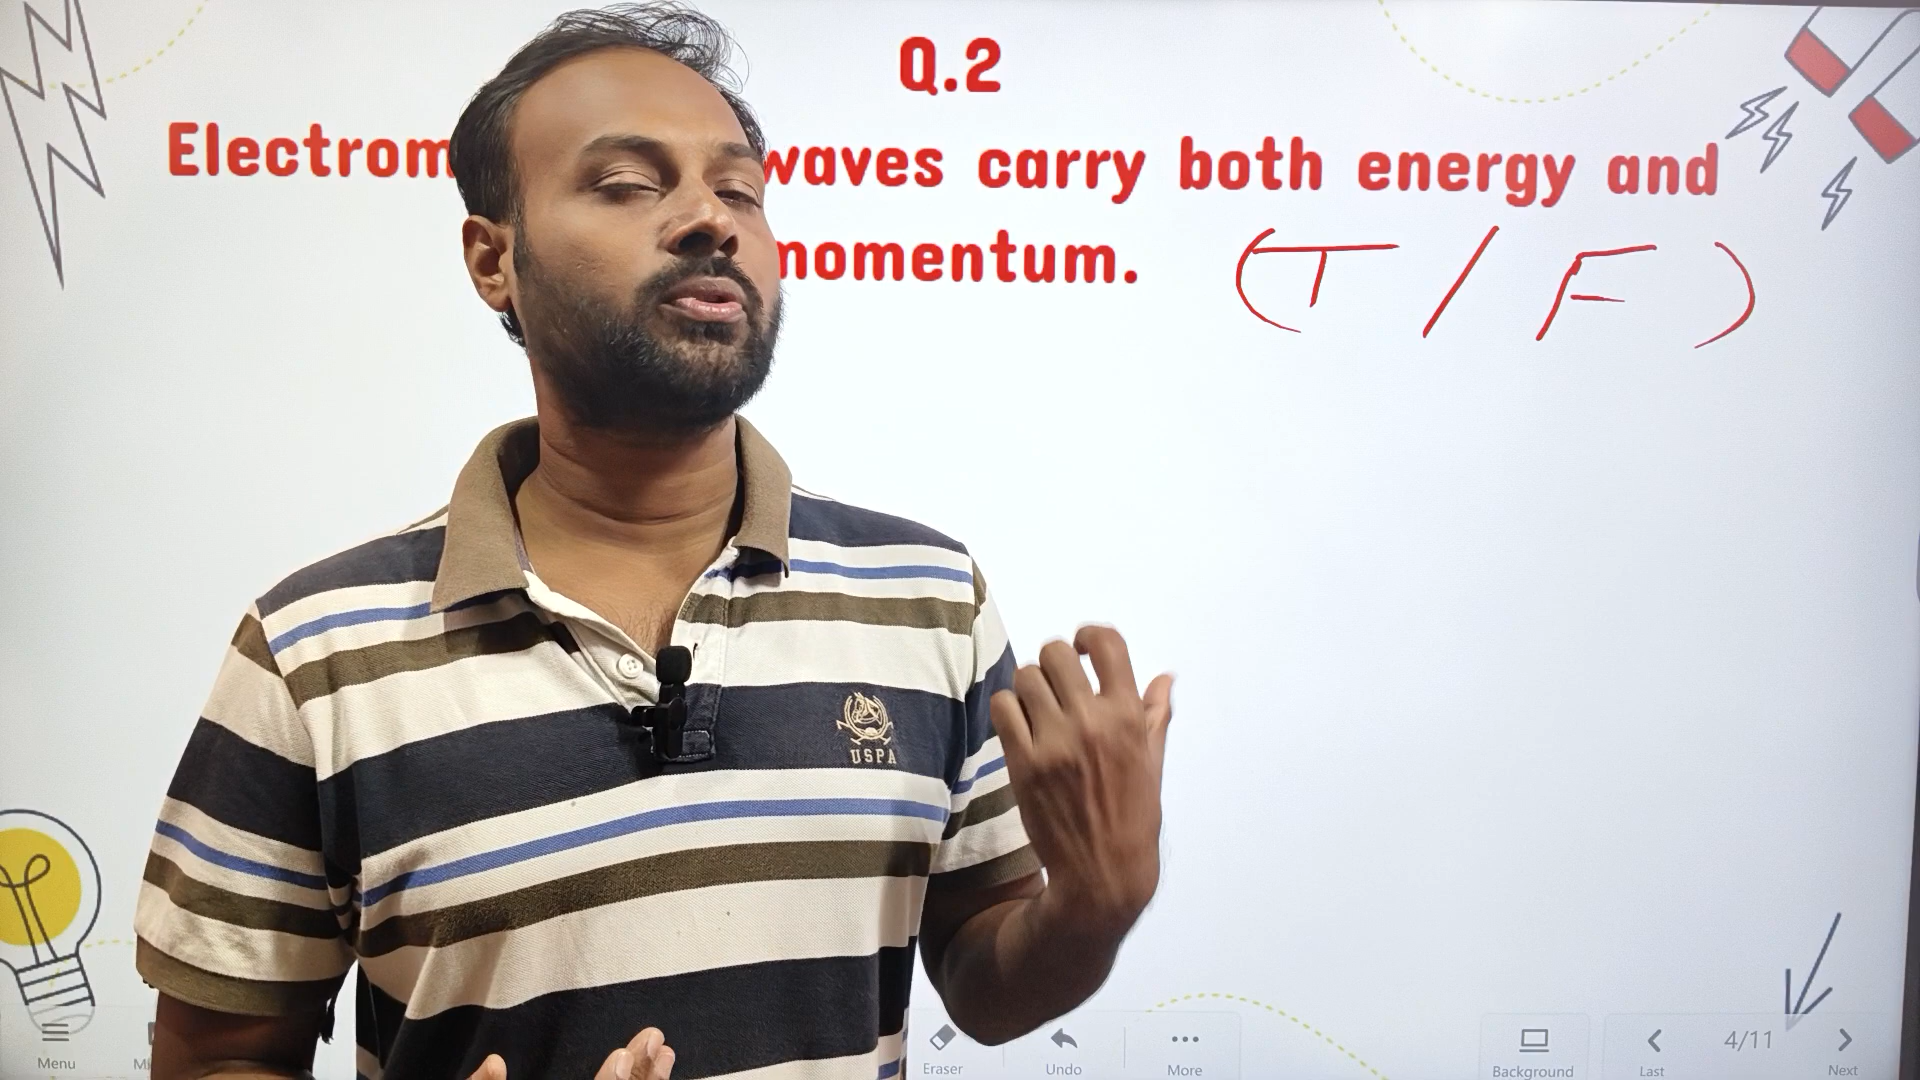 Q.2
Electrom waves carry both energy and
momentum. (T/F)
USPA
Menu
Eraser
Undo
More
Background
Last
4/11
Next